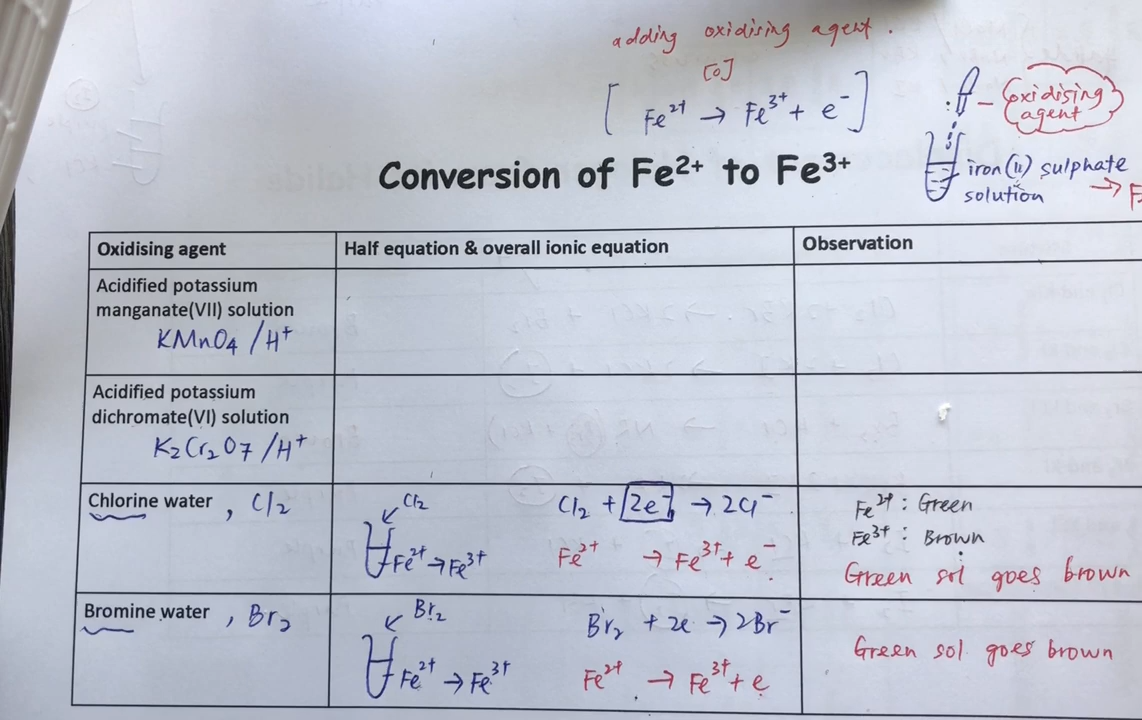 adding oxidising agent.
[O]
[ Fe²⁺ → Fe³⁺ + e⁻ ]
oxidising
agent
iron (ii) sulphate
solution
→ F
Conversion of Fe²⁺ to Fe³⁺
Oxidising agent Half equation & overall ionic equation Observation
Acidified potassium
manganate(VII) solution
KMnO₄ /H⁺
Acidified potassium
dichromate(VI) solution
K₂Cr₂O₇ /H⁺
Chlorine water , Cl₂
Cl₂
Fe²⁺ → Fe³⁺
Cl₂ + 2e⁻ → 2Cl⁻
Fe²⁺ → Fe³⁺ + e⁻
Fe²⁺ : Green
Fe³⁺ : Brown
Green sol goes brown
Bromine water , Br₂
Br₂
Fe²⁺ → Fe³⁺
Br₂ + 2e → 2Br⁻
Fe²⁺ → Fe³⁺ + e
Green sol goes brown